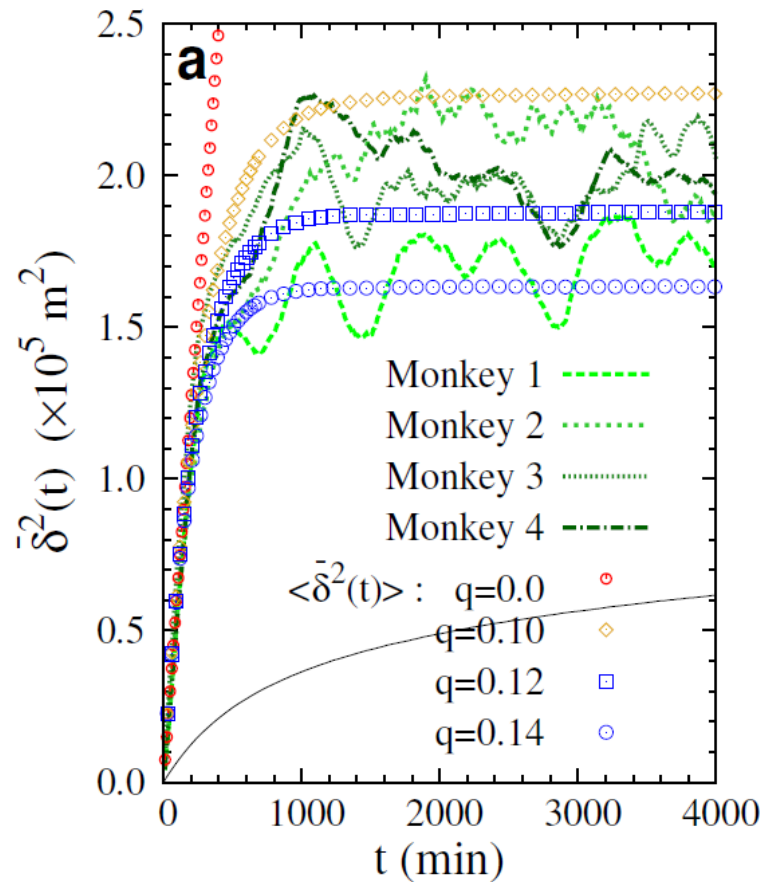 a
2.5
2.0
1.5
1.0
0.5
0.0
δ̄²(t) (×10⁵ m²)
Monkey 1
Monkey 2
Monkey 3
Monkey 4
<δ̄²(t)> : q=0.0
q=0.10
q=0.12
q=0.14
0 1000 2000 3000 4000
t (min)